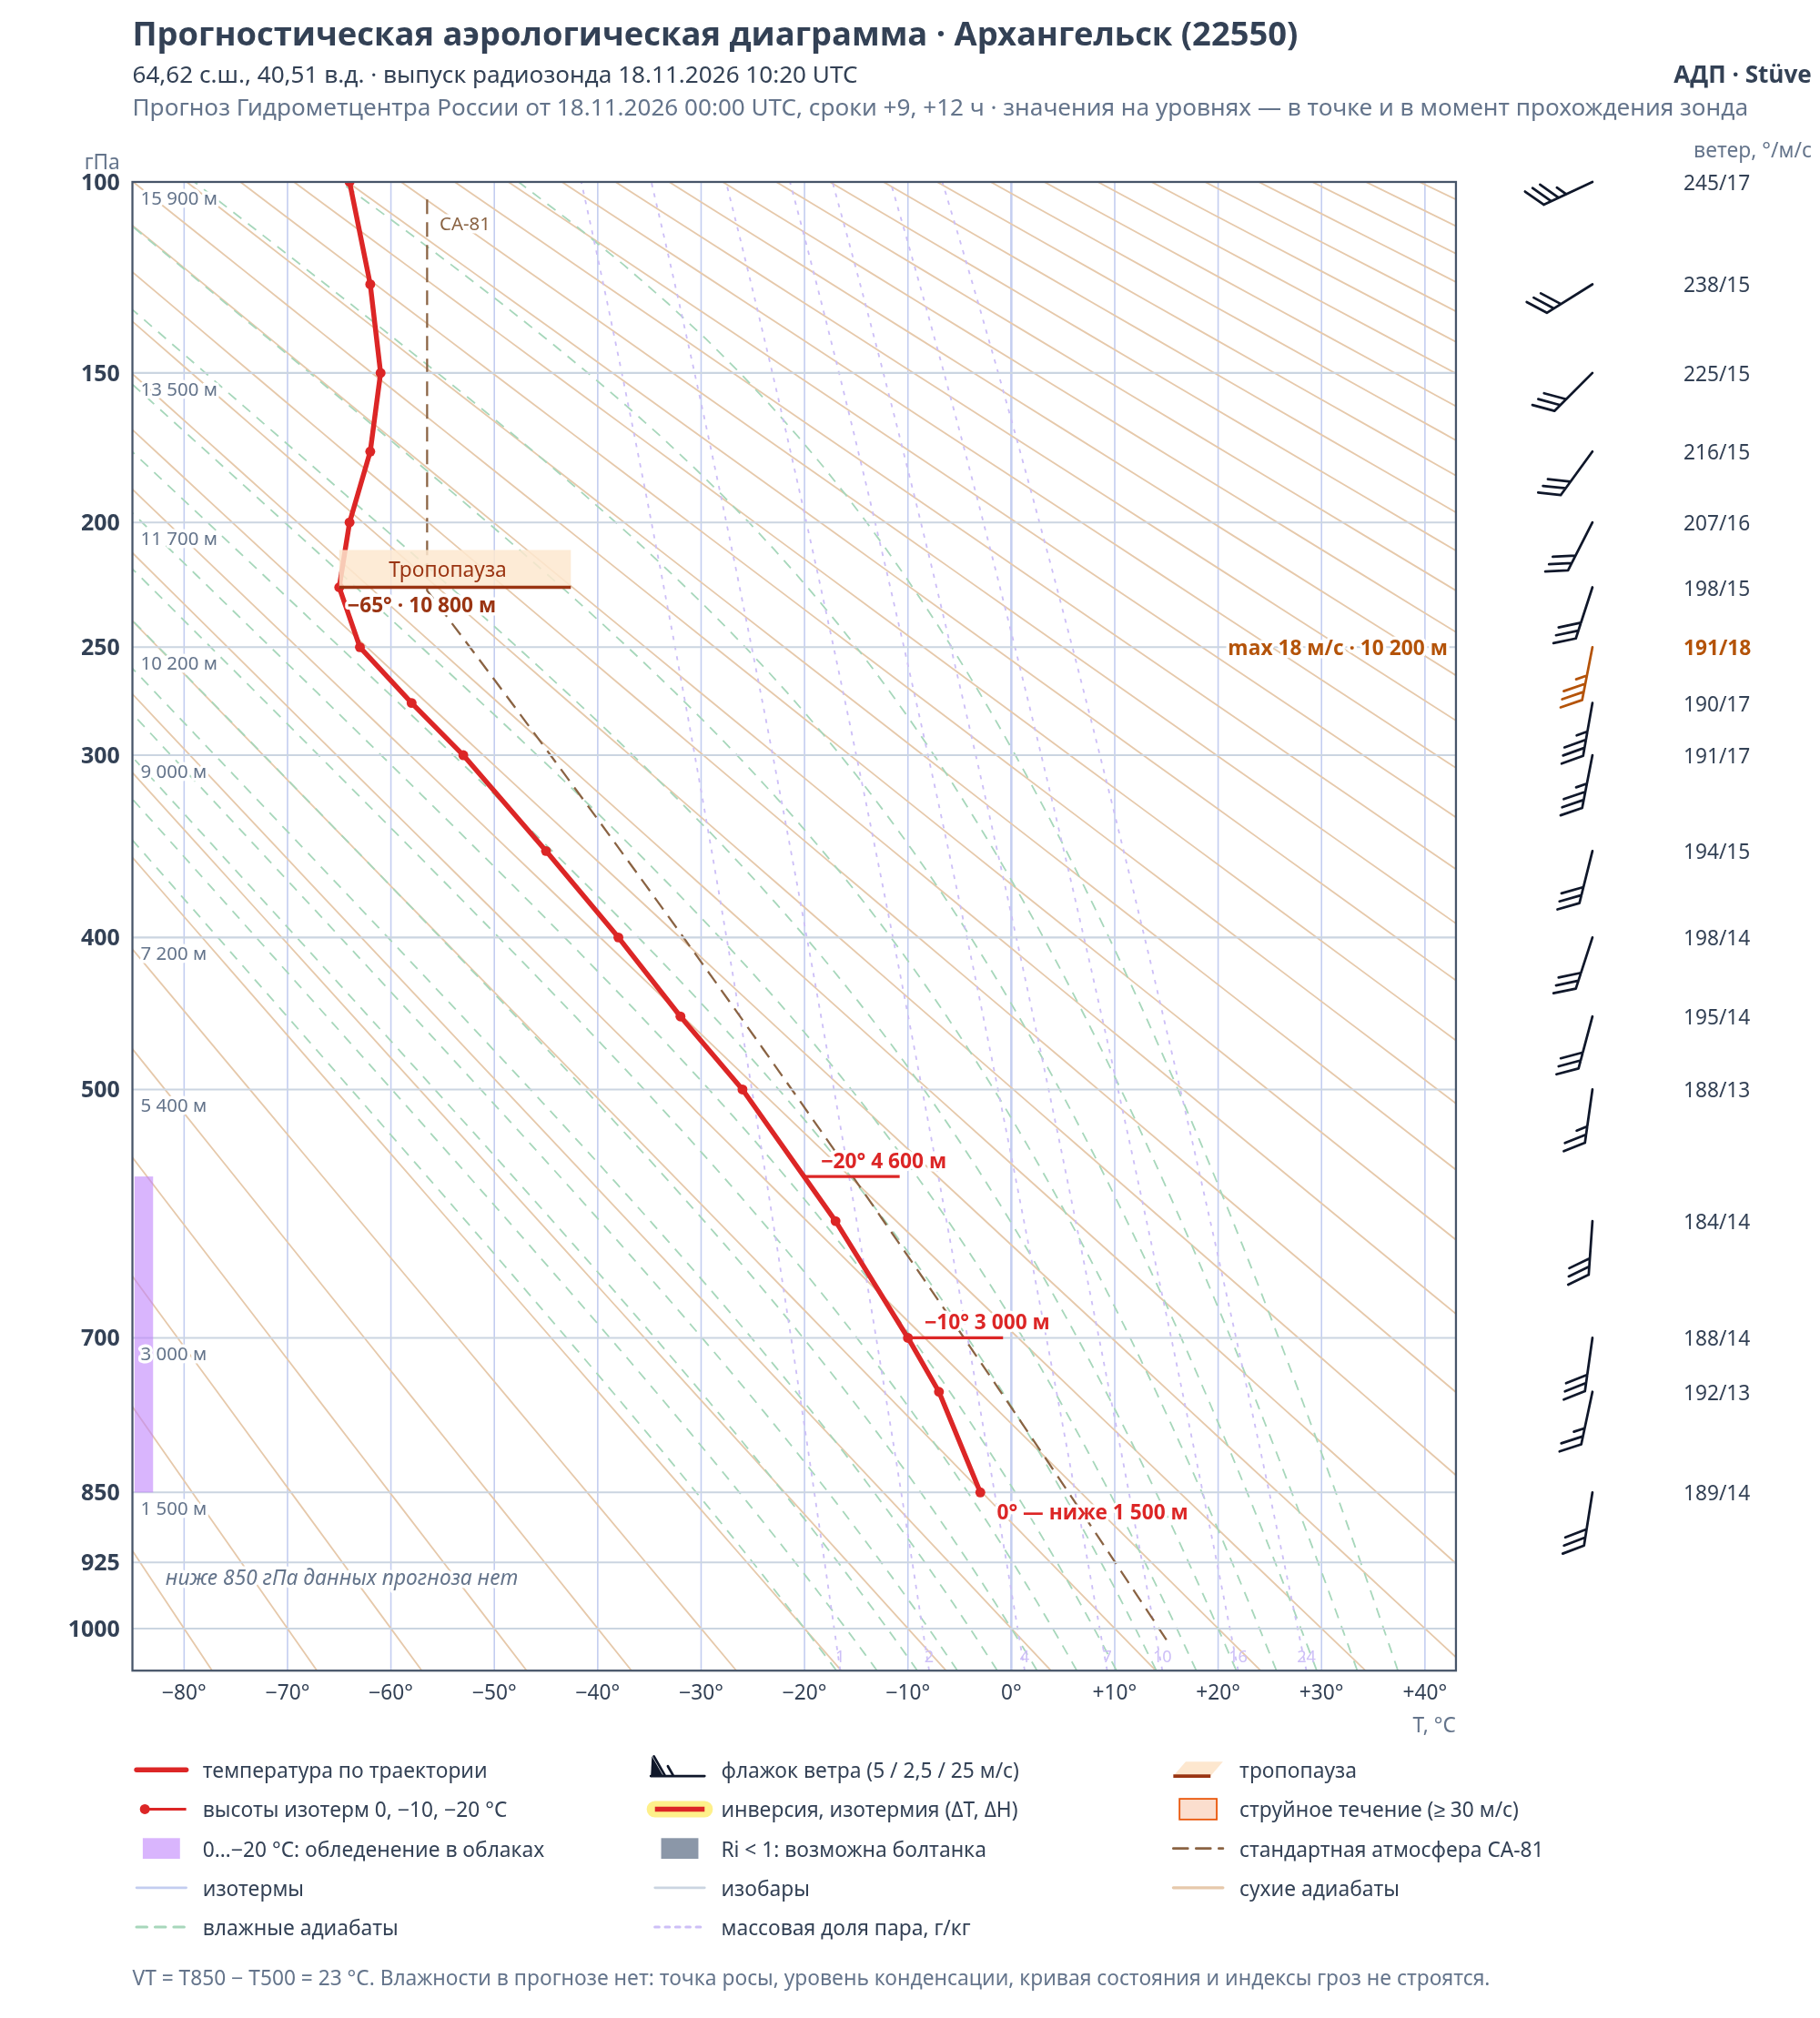 Прогностическая аэрологическая диаграмма · Архангельск (22550)
64,62 с.ш., 40,51 в.д. · выпуск радиозонда 18.11.2026 10:20 UTC
АДП · Stüve
Прогноз Гидрометцентра России от 18.11.2026 00:00 UTC, сроки +9, +12 ч · значения на уровнях — в точке и в момент прохождения зонда
гПа
ветер, °/м/с
100
15 900 м
245/17
СА-81
238/15
150
13 500 м
225/15
216/15
200
11 700 м
207/16
Тропопауза
198/15
−65° · 10 800 м
250
10 200 м
max 18 м/с · 10 200 м
191/18
190/17
300
9 000 м
191/17
194/15
400
7 200 м
198/14
195/14
500
5 400 м
188/13
−20° 4 600 м
184/14
−10° 3 000 м
700
3 000 м
188/14
192/13
850
1 500 м
189/14
0° — ниже 1 500 м
925
ниже 850 гПа данных прогноза нет
1000
1 2 4 7 10 16 24
−80° −70° −60° −50° −40° −30° −20° −10° 0° +10° +20° +30° +40°
T, °C
температура по траектории
флажок ветра (5 / 2,5 / 25 м/с)
тропопауза
высоты изотерм 0, −10, −20 °C
инверсия, изотермия (ΔT, ΔH)
струйное течение (≥ 30 м/с)
0…−20 °C: обледенение в облаках
Ri < 1: возможна болтанка
стандартная атмосфера СА-81
изотермы
изобары
сухие адиабаты
влажные адиабаты
массовая доля пара, г/кг
VT = T850 − T500 = 23 °C. Влажности в прогнозе нет: точка росы, уровень конденсации, кривая состояния и индексы гроз не строятся.